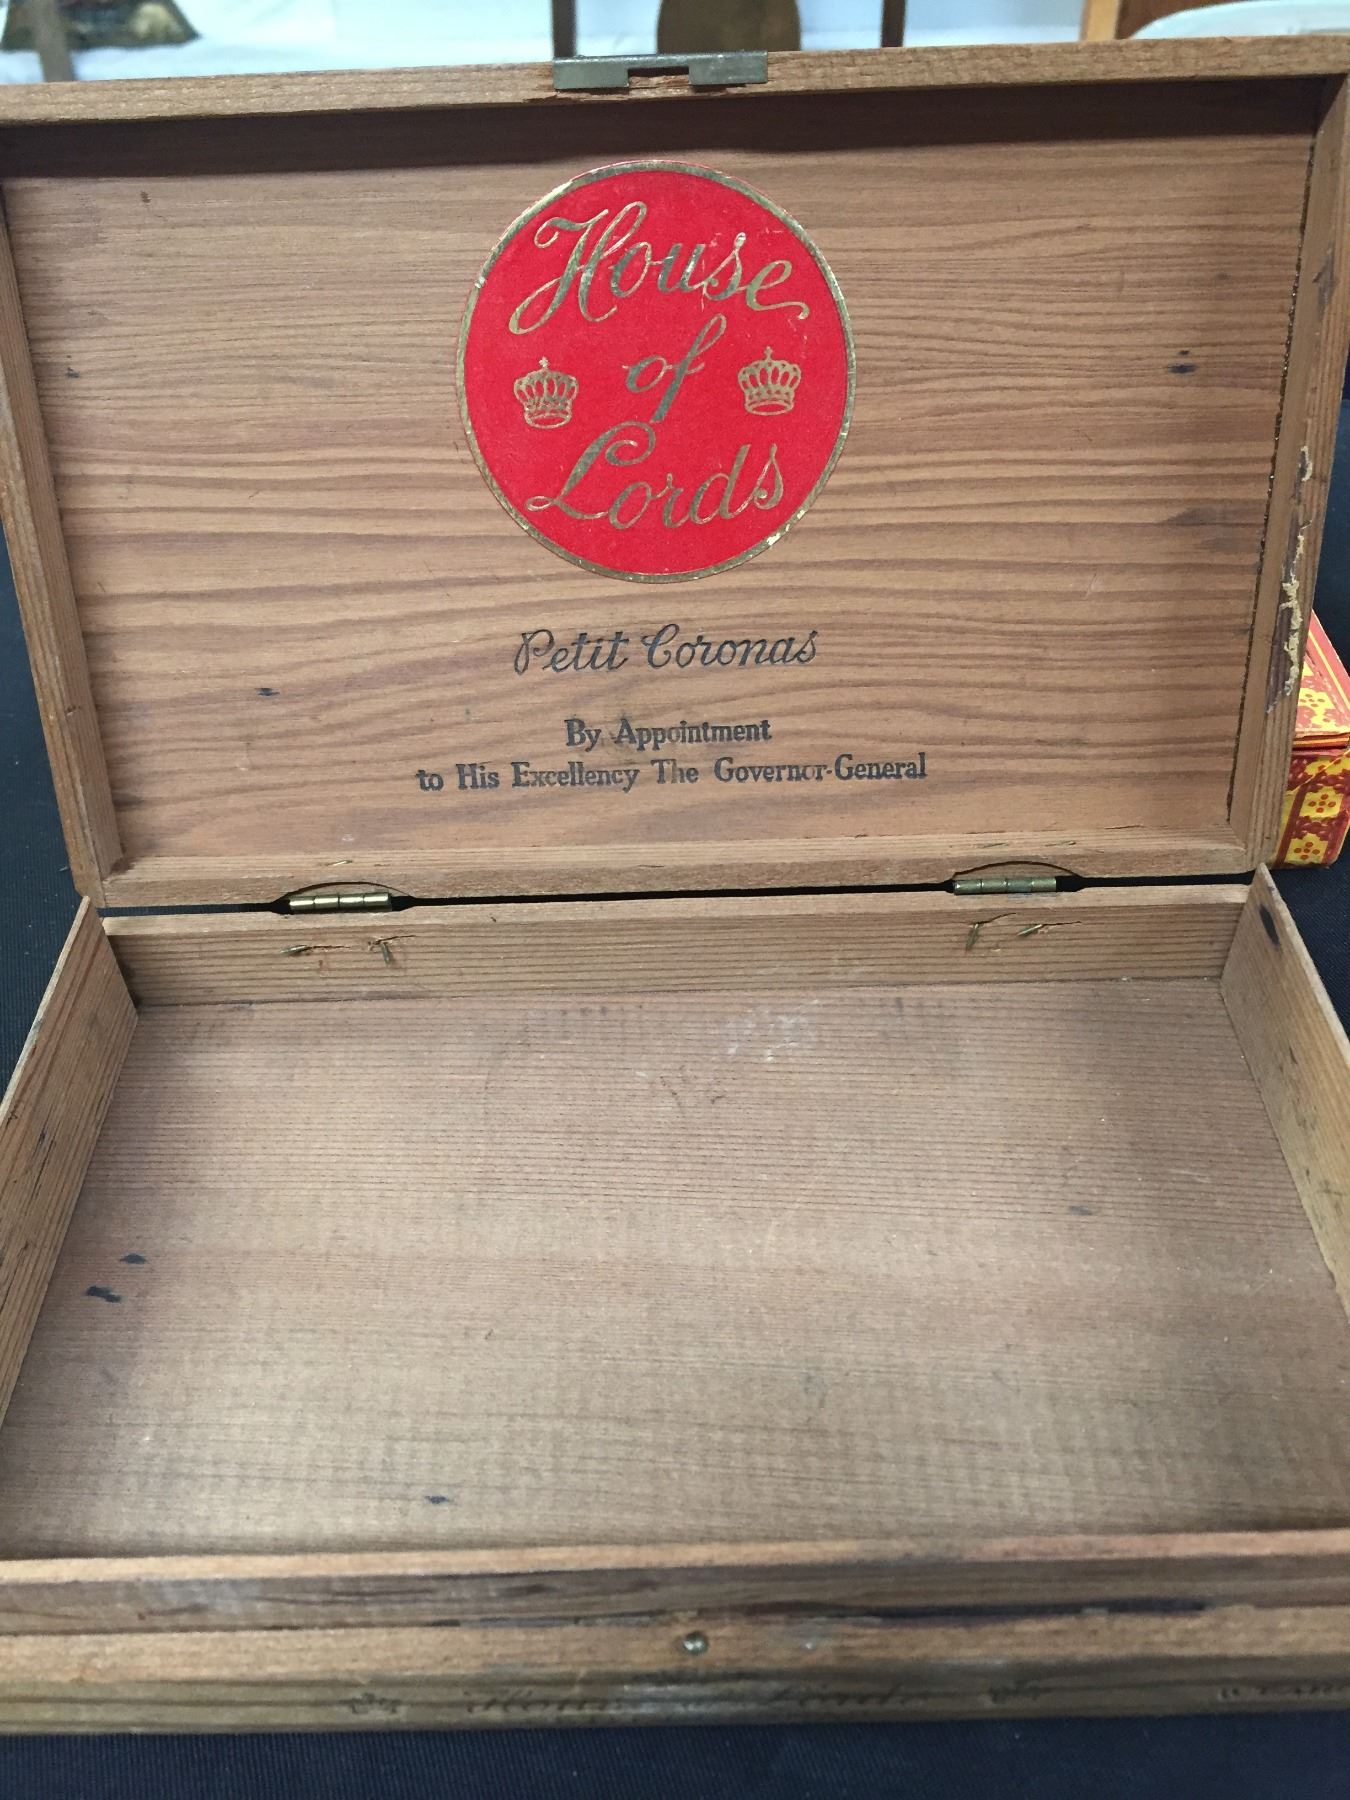 House
of
Lords
Petit Coronas
By Appointment
to His Excellency The Governor-General